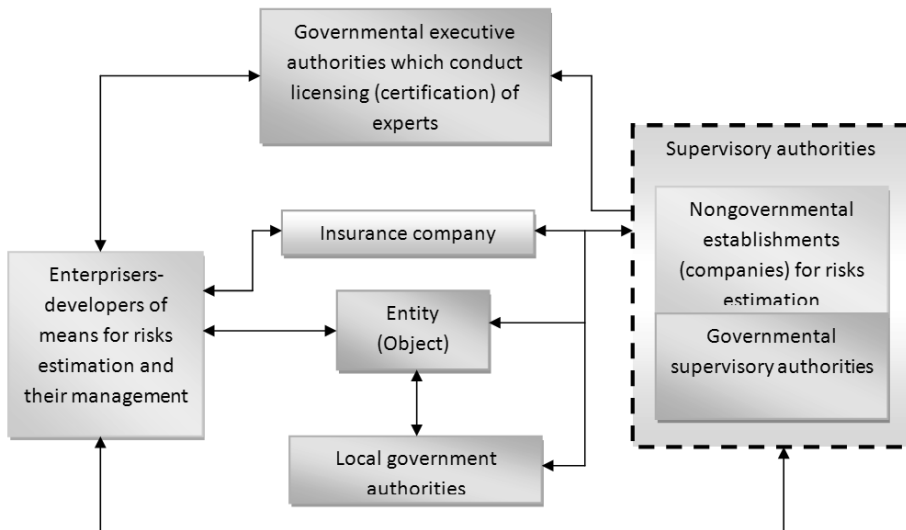 Governmental executive
authorities which conduct
licensing (certification) of
experts
Supervisory authorities
Nongovernmental
establishments
(companies) for risks
estimation
Governmental
supervisory authorities
Insurance company
Enterprisers-
developers of
means for risks
estimation and
their management
Entity
(Object)
Local government
authorities